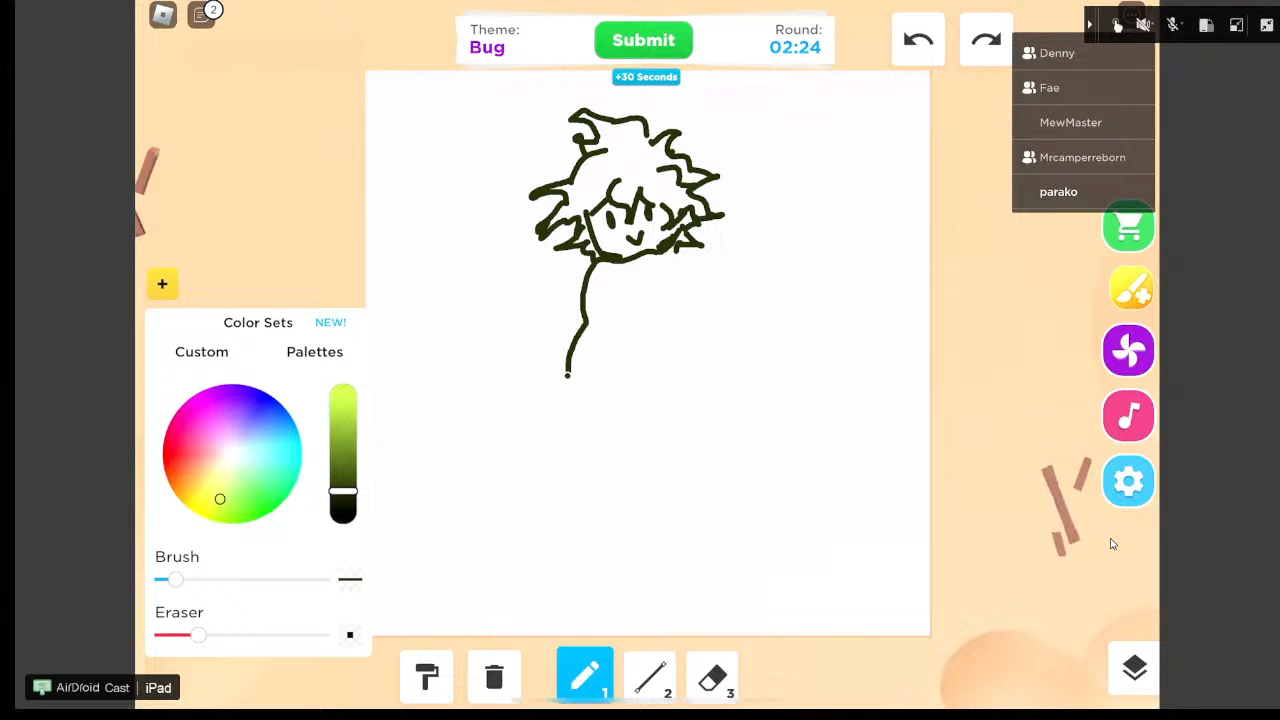 2
Theme:
Bug
Submit
Round:
02:24
+30 Seconds
Denny
Fae
MewMaster
Mrcamperreborn
parako
+
Color Sets NEW!
Custom Palettes
Brush
Eraser
1
2
3
AirDroid Cast | iPad